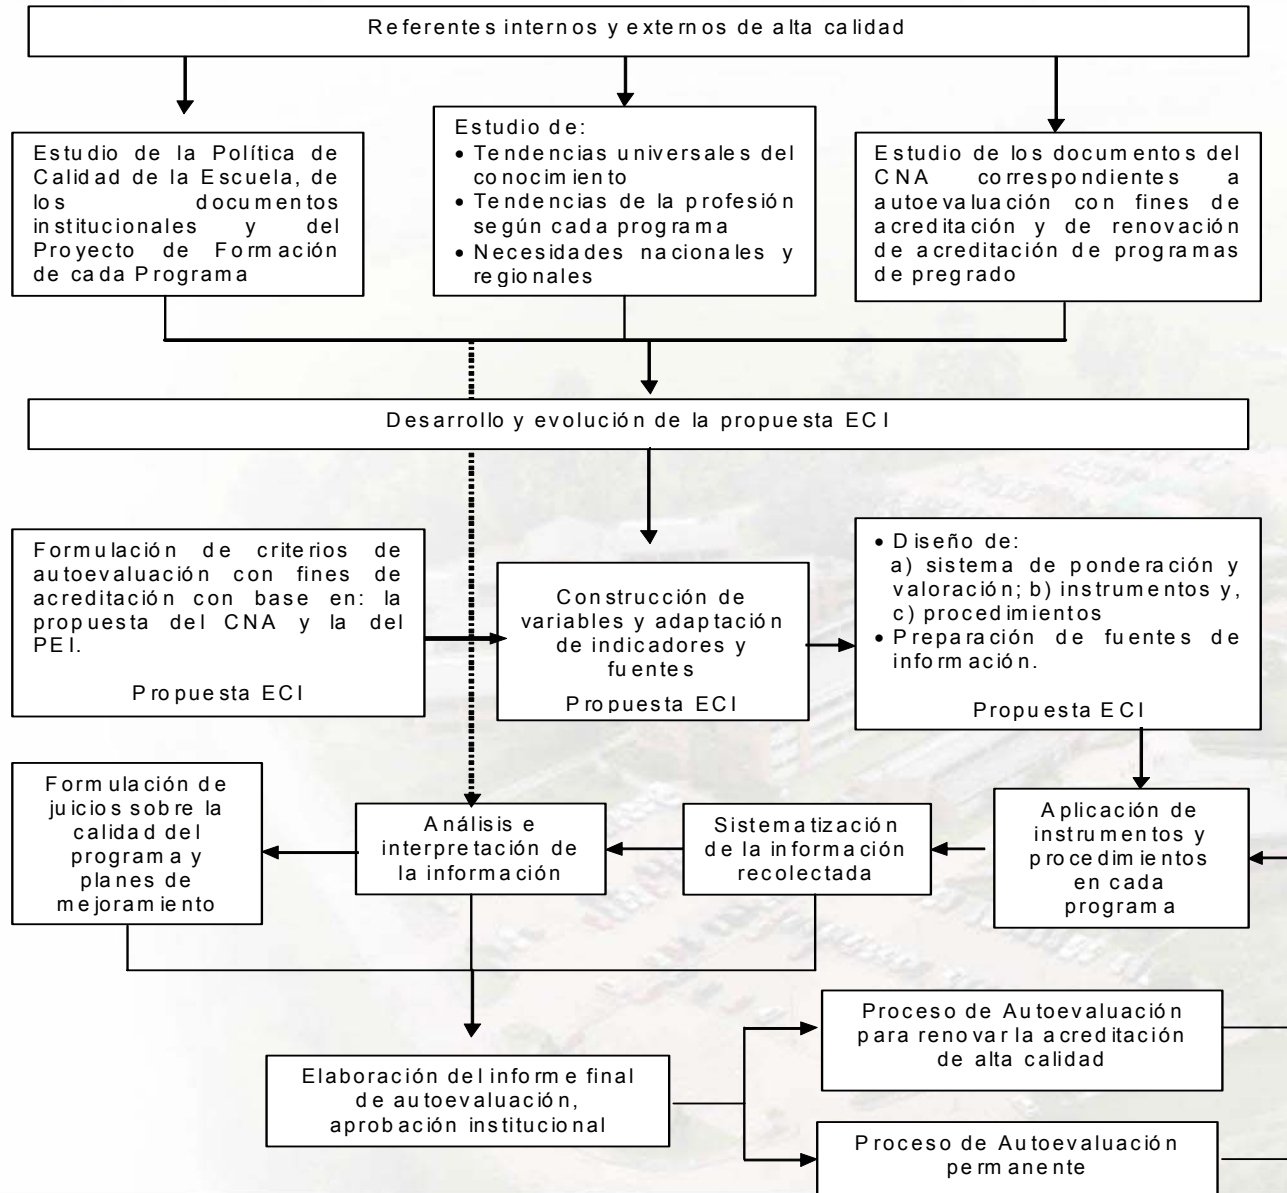 Referentes internos y externos de alta calidad
Estudio de la Política de
Calidad de la Escuela, de
los documentos
institucionales y del
Proyecto de Formación
de cada Programa
Estudio de:
• Tendencias universales del
conocimiento
• Tendencias de la profesión
según cada programa
• Necesidades nacionales y
regionales
Estudio de los documentos del
CNA correspondientes a
autoevaluación con fines de
acreditación y de renovación
de acreditación de programas
de pregrado
Desarrollo y evolución de la propuesta ECI
Formulación de criterios de
autoevaluación con fines de
acreditación con base en: la
propuesta del CNA y la del
PEI.
Propuesta ECI
Construcción de
variables y adaptación
de indicadores y
fuentes
Propuesta ECI
• Diseño de:
a) sistema de ponderación y
valoración; b) instrumentos y,
c) procedimientos
• Preparación de fuentes de
información.
Propuesta ECI
Formulación de
juicios sobre la
calidad del
programa y
planes de
mejoramiento
Análisis e
interpretación de
la información
Sistematización
de la información
recolectada
Aplicación de
instrumentos y
procedimientos
en cada
programa
Elaboración del informe final
de autoevaluación,
aprobación institucional
Proceso de Autoevaluación
para renovar la acreditación
de alta calidad
Proceso de Autoevaluación
permanente